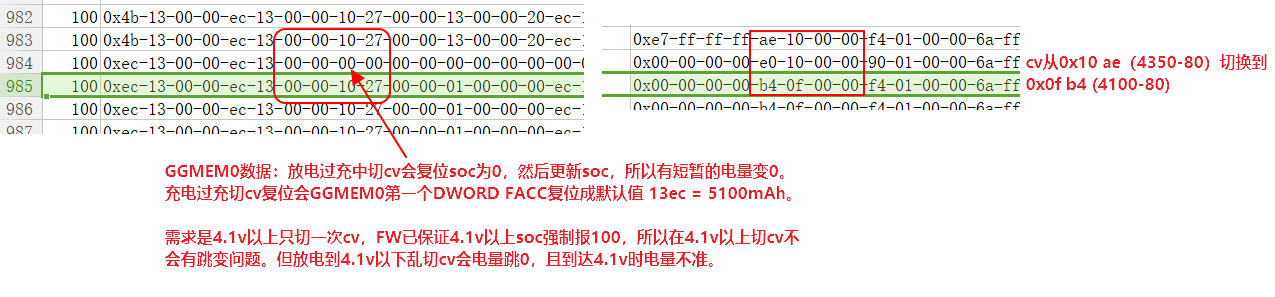 982 100 0x4b-13-00-00-ec-13-00-00-10-27-00-00-13-00-00-20-ec-
983 100 0x4b-13-00-00-ec-13-00-00-10-27-00-00-13-00-00-20-ec-
984 100 0xec-13-00-00-00-00-00-00-00-00-00-00-00-00-00-00-0
985 100 0xec-13-00-00-ec-13-00-00-10-27-00-00-01-00-00-00-ec-
986 100 0xec-13-00-00-ec-13-00-00-10-27-00-00-01-00-00-00-ec-
987 100 0xec-13-00-00-ec-13-00-00-10-27-00-00-01-00-00-00-ec-
0xe7-ff-ff-ff-ae-10-00-00-f4-01-00-00-6a-ff
0x00-00-00-00-e0-10-00-00-90-01-00-00-6a-ff
0x00-00-00-00-b4-0f-00-00-f4-01-00-00-6a-ff
0x00-00-00-00-b4-0f-00-00-f4-01-00-00-6a-ff
cv从0x10 ae（4350-80）切换到
0x0f b4 (4100-80)
GGMEM0数据：放电过充中切cv会复位soc为0，然后更新soc，所以有短暂的电量变0。
充电过充切cv复位会GGMEM0第一个DWORD FACC复位成默认值 13ec = 5100mAh。
需求是4.1v以上只切一次cv，FW已保证4.1v以上soc强制报100，所以在4.1v以上切cv不
会有跳变问题。但放电到4.1v以下乱切cv会电量跳0，且到达4.1v时电量不准。